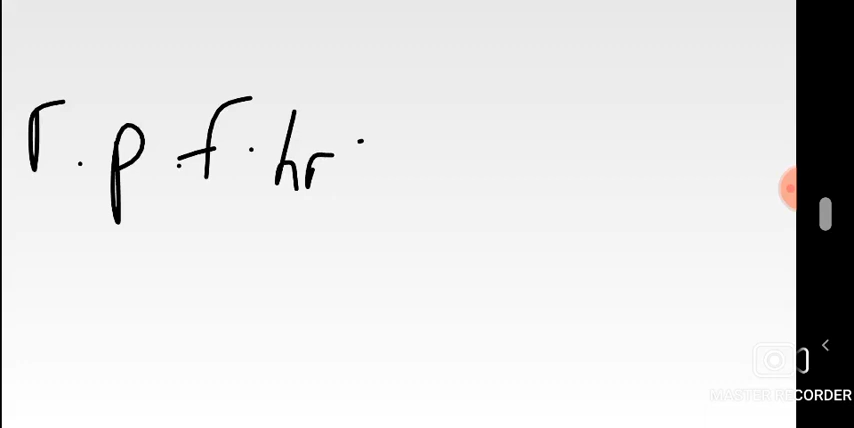 r . p . f . hr .
MASTER RECORDER